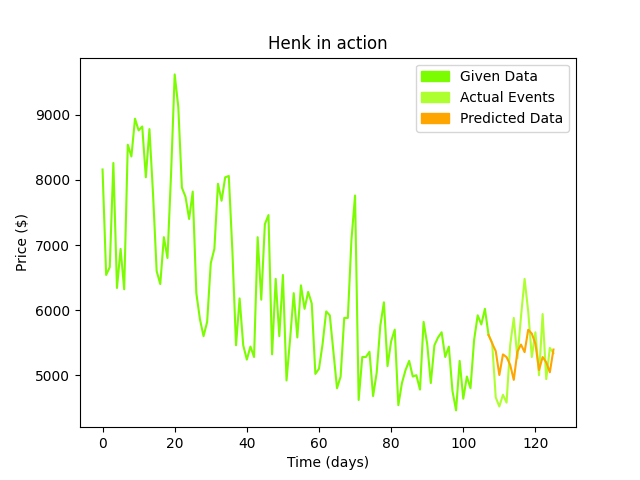 Henk in action
Given Data
Actual Events
Predicted Data
Price ($)
9000
8000
7000
6000
5000
0 20 40 60 80 100 120
Time (days)